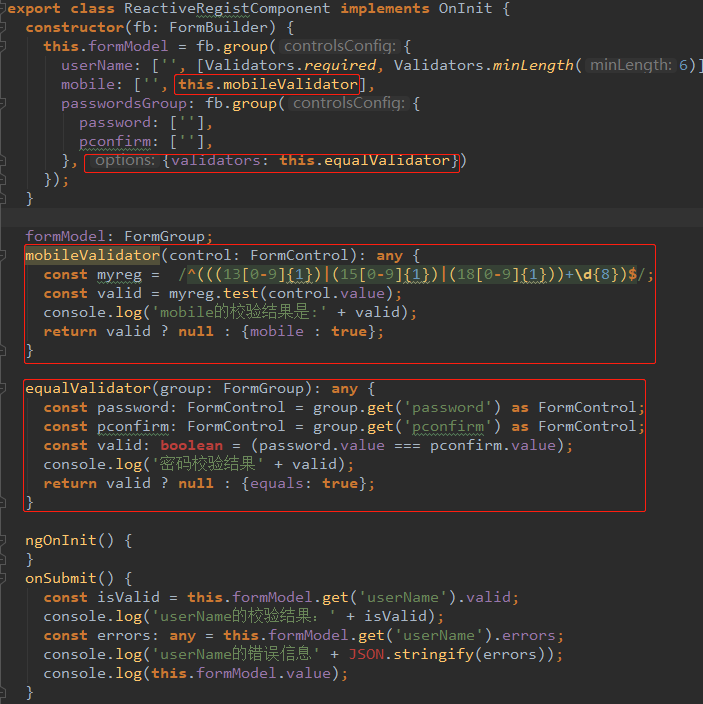 export class ReactiveRegistComponent implements OnInit {
constructor(fb: FormBuilder) {
this.formModel = fb.group( controlsConfig: {
userName: ['', [Validators.required, Validators.minLength( minLength: 6)]
mobile: ['', this.mobileValidator],
passwordsGroup: fb.group( controlsConfig: {
password: [''],
pconfirm: [''],
}, options: {validators: this.equalValidator})
});
}
formModel: FormGroup;
mobileValidator(control: FormControl): any {
const myreg = /^(((13[0-9]{1})|(15[0-9]{1})|(18[0-9]{1}))+\d{8})$/;
const valid = myreg.test(control.value);
console.log('mobile的校验结果是:' + valid);
return valid ? null : {mobile : true};
}
equalValidator(group: FormGroup): any {
const password: FormControl = group.get('password') as FormControl;
const pconfirm: FormControl = group.get('pconfirm') as FormControl;
const valid: boolean = (password.value === pconfirm.value);
console.log('密码校验结果' + valid);
return valid ? null : {equals: true};
}
ngOnInit() {
}
onSubmit() {
const isValid = this.formModel.get('userName').valid;
console.log('userName的校验结果：' + isValid);
const errors: any = this.formModel.get('userName').errors;
console.log('userName的错误信息' + JSON.stringify(errors));
console.log(this.formModel.value);
}